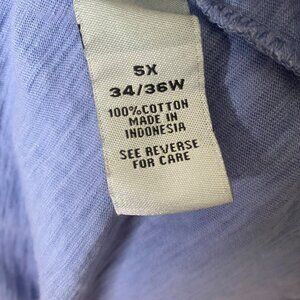 5X
34/36W
100%COTTON
MADE IN
INDONESIA
SEE REVERSE
FOR CARE